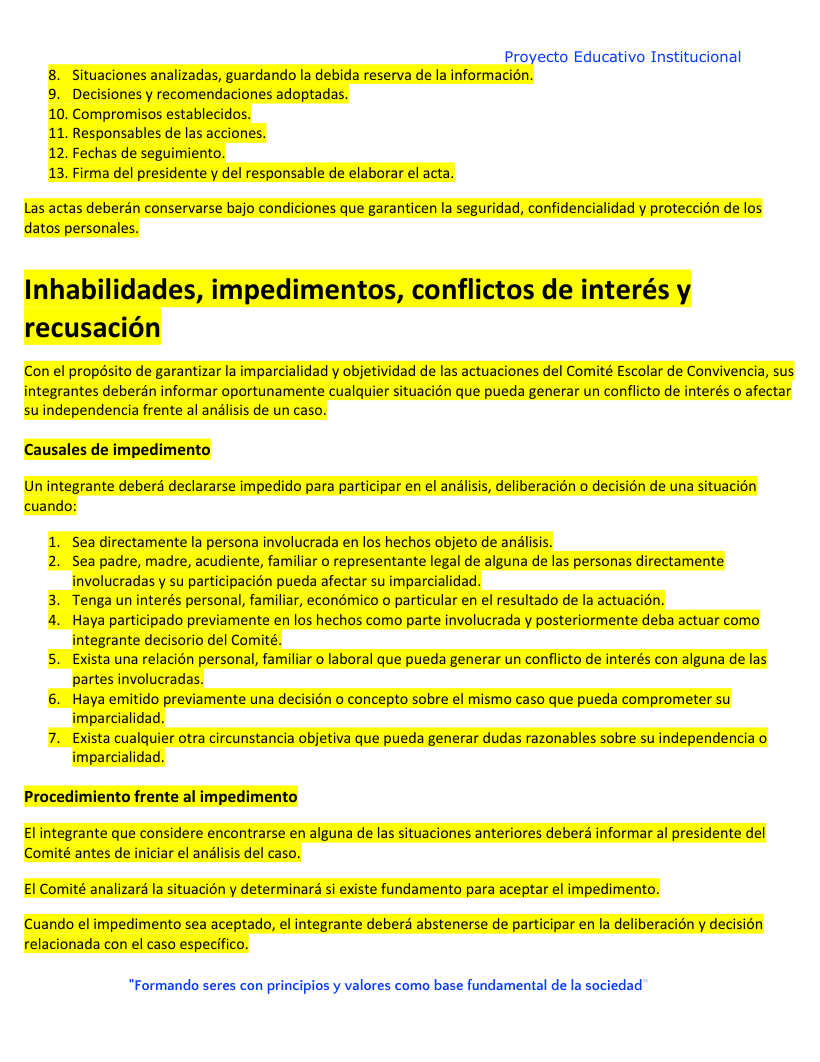 Proyecto Educativo Institucional
8. Situaciones analizadas, guardando la debida reserva de la información.
9. Decisiones y recomendaciones adoptadas.
10. Compromisos establecidos.
11. Responsables de las acciones.
12. Fechas de seguimiento.
13. Firma del presidente y del responsable de elaborar el acta.
Las actas deberán conservarse bajo condiciones que garanticen la seguridad, confidencialidad y protección de los
datos personales.
Inhabilidades, impedimentos, conflictos de interés y
recusación
Con el propósito de garantizar la imparcialidad y objetividad de las actuaciones del Comité Escolar de Convivencia, sus
integrantes deberán informar oportunamente cualquier situación que pueda generar un conflicto de interés o afectar
su independencia frente al análisis de un caso.
Causales de impedimento
Un integrante deberá declararse impedido para participar en el análisis, deliberación o decisión de una situación
cuando:
1. Sea directamente la persona involucrada en los hechos objeto de análisis.
2. Sea padre, madre, acudiente, familiar o representante legal de alguna de las personas directamente
involucradas y su participación pueda afectar su imparcialidad.
3. Tenga un interés personal, familiar, económico o particular en el resultado de la actuación.
4. Haya participado previamente en los hechos como parte involucrada y posteriormente deba actuar como
integrante decisorio del Comité.
5. Exista una relación personal, familiar o laboral que pueda generar un conflicto de interés con alguna de las
partes involucradas.
6. Haya emitido previamente una decisión o concepto sobre el mismo caso que pueda comprometer su
imparcialidad.
7. Exista cualquier otra circunstancia objetiva que pueda generar dudas razonables sobre su independencia o
imparcialidad.
Procedimiento frente al impedimento
El integrante que considere encontrarse en alguna de las situaciones anteriores deberá informar al presidente del
Comité antes de iniciar el análisis del caso.
El Comité analizará la situación y determinará si existe fundamento para aceptar el impedimento.
Cuando el impedimento sea aceptado, el integrante deberá abstenerse de participar en la deliberación y decisión
relacionada con el caso específico.
"Formando seres con principios y valores como base fundamental de la sociedad"